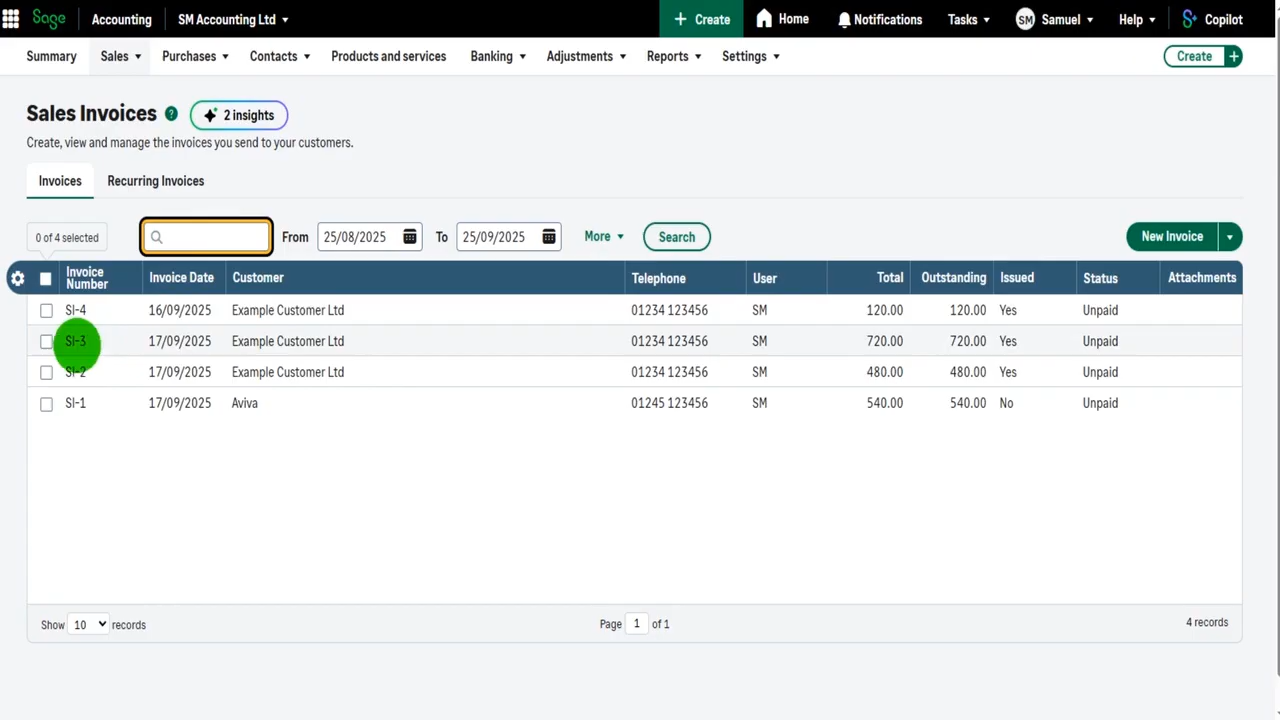 Sage Accounting SM Accounting Ltd + Create Home Notifications Tasks SM Samuel Help Copilot
Summary Sales Purchases Contacts Products and services Banking Adjustments Reports Settings Create +
Sales Invoices ? 2 insights
Create, view and manage the invoices you send to your customers.
Invoices Recurring Invoices
0 of 4 selected From 25/08/2025 To 25/09/2025 More Search New Invoice
Invoice Number Invoice Date Customer Telephone User Total Outstanding Issued Status Attachments
SI-4 16/09/2025 Example Customer Ltd 01234 123456 SM 120.00 120.00 Yes Unpaid
SI-3 17/09/2025 Example Customer Ltd 01234 123456 SM 720.00 720.00 Yes Unpaid
SI-2 17/09/2025 Example Customer Ltd 01234 123456 SM 480.00 480.00 Yes Unpaid
SI-1 17/09/2025 Aviva 01245 123456 SM 540.00 540.00 No Unpaid
Show 10 records Page 1 of 1 4 records